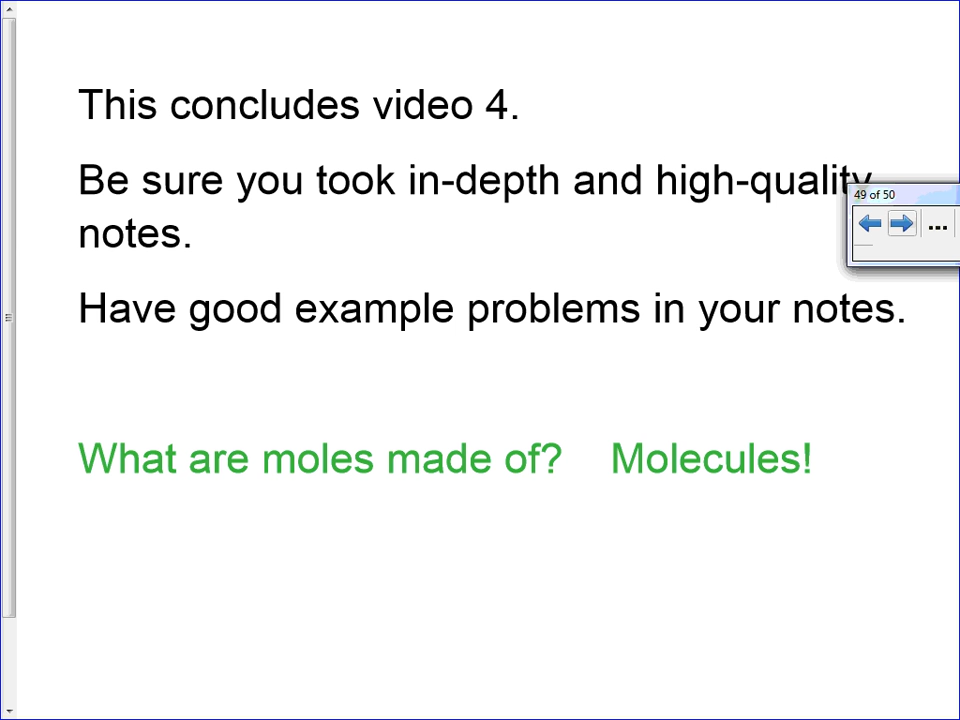 This concludes video 4.
Be sure you took in-depth and high-quality
notes.
Have good example problems in your notes.
What are moles made of? Molecules!
49 of 50
...